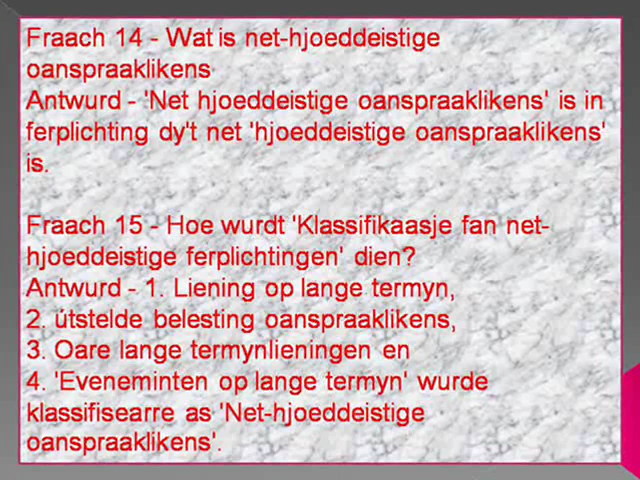 Fraach 14 - Wat is net-hjoeddeistige
oanspraaklikens
Antwurd - 'Net hjoeddeistige oanspraaklikens' is in
ferplichting dy't net 'hjoeddeistige oanspraaklikens'
is.
Fraach 15 - Hoe wurdt 'Klassifikaasje fan net-
hjoeddeistige ferplichtingen' dien?
Antwurd - 1. Liening op lange termyn,
2. útstelde belesting oanspraaklikens,
3. Oare lange termynlieningen en
4. 'Eveneminten op lange termyn' wurde
klassifisearre as 'Net-hjoeddeistige
oanspraaklikens'.